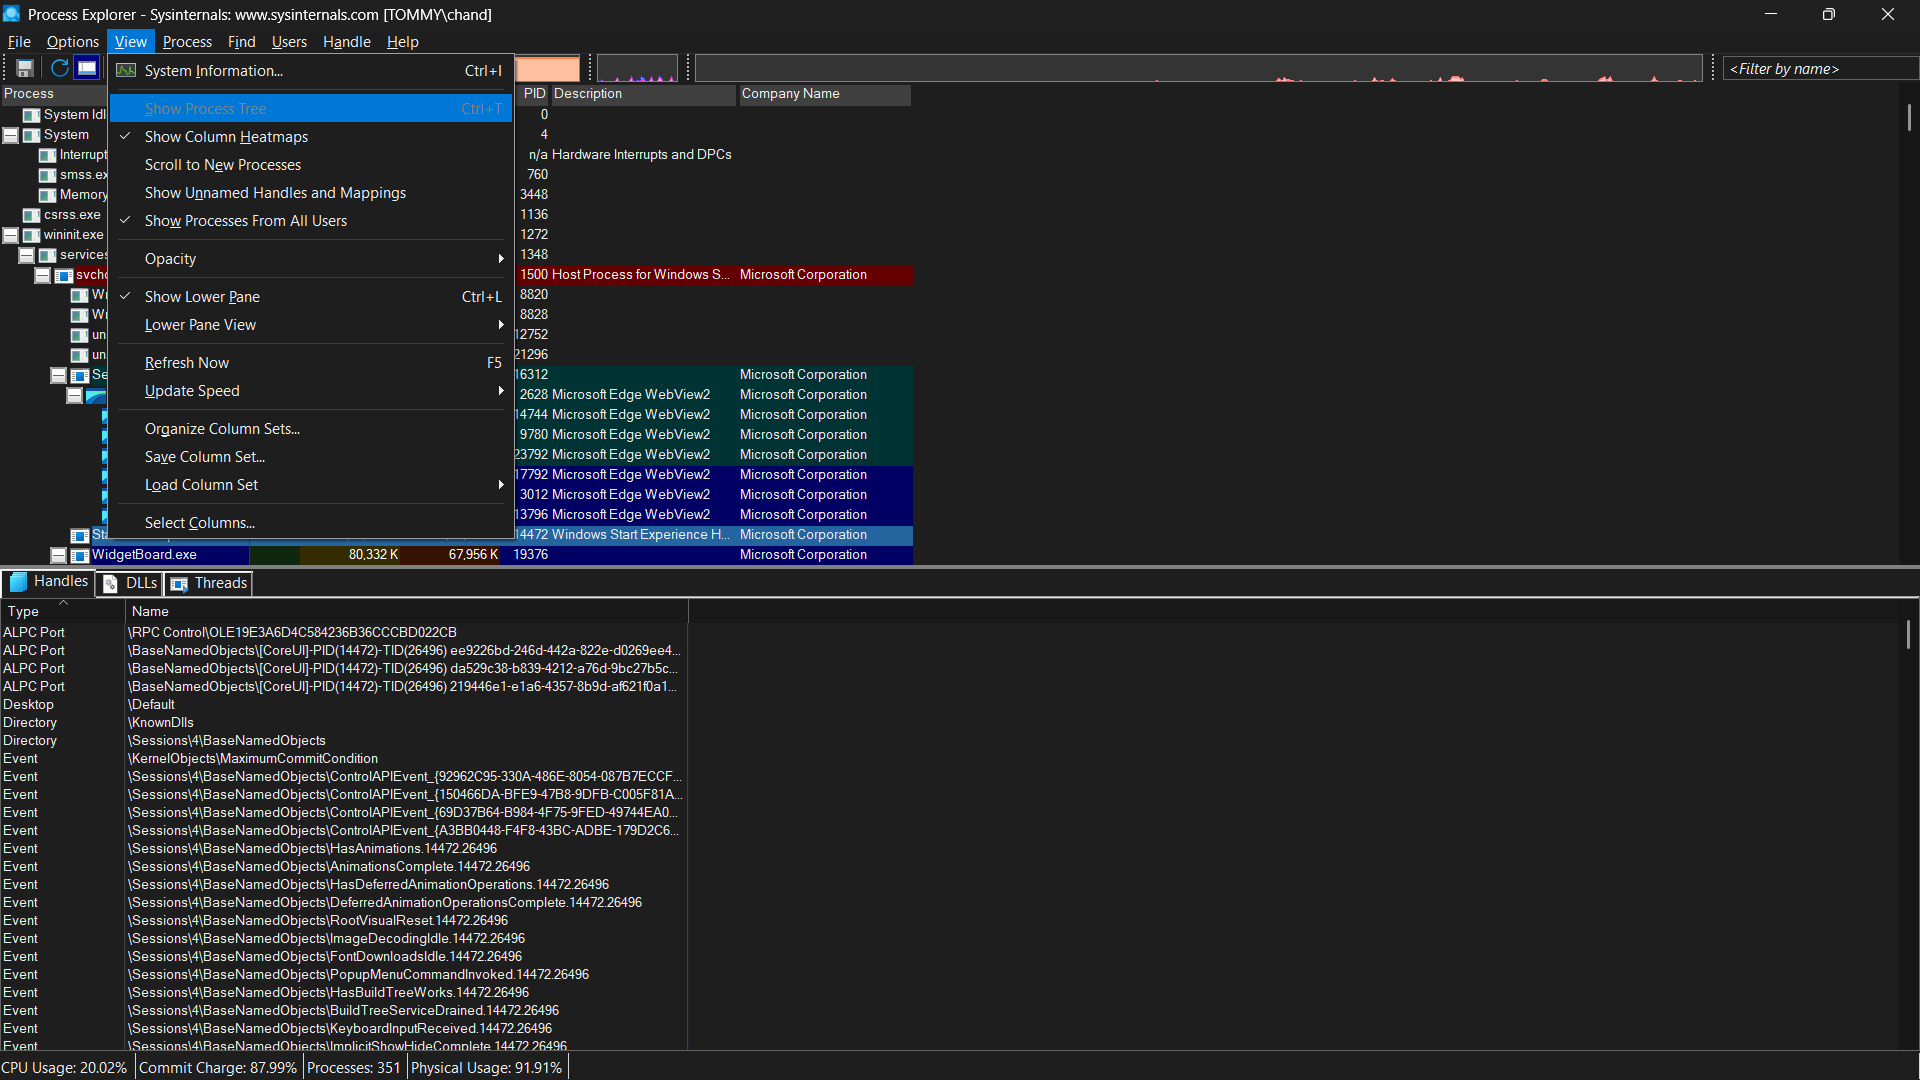 Process Explorer - Sysinternals: www.sysinternals.com [TOMMY\chand]
File Options View Process Find Users Handle Help
<Filter by name>
System Information... Ctrl+I
Show Process Tree Ctrl+T
Show Column Heatmaps
Scroll to New Processes
Show Unnamed Handles and Mappings
Show Processes From All Users
Opacity
Show Lower Pane Ctrl+L
Lower Pane View
Refresh Now F5
Update Speed
Organize Column Sets...
Save Column Set...
Load Column Set
Select Columns...
Process PID Description Company Name
System Idl 0
System 4
Interrupt n/a Hardware Interrupts and DPCs
smss.ex 760
Memory 3448
csrss.exe 1136
wininit.exe 1272
services 1348
svcho 1500 Host Process for Windows S... Microsoft Corporation
W 8820
W 8828
un 12752
un 21296
Se 16312 Microsoft Corporation
2628 Microsoft Edge WebView2 Microsoft Corporation
14744 Microsoft Edge WebView2 Microsoft Corporation
9780 Microsoft Edge WebView2 Microsoft Corporation
23792 Microsoft Edge WebView2 Microsoft Corporation
17792 Microsoft Edge WebView2 Microsoft Corporation
3012 Microsoft Edge WebView2 Microsoft Corporation
13796 Microsoft Edge WebView2 Microsoft Corporation
Sta 14472 Windows Start Experience H... Microsoft Corporation
WidgetBoard.exe 80,332 K 67,956 K 19376 Microsoft Corporation
Handles DLLs Threads
Type Name
ALPC Port \RPC Control\OLE19E3A6D4C584236B36CCCBD022CB
ALPC Port \BaseNamedObjects\[CoreUI]-PID(14472)-TID(26496) ee9226bd-246d-442a-822e-d0269ee4...
ALPC Port \BaseNamedObjects\[CoreUI]-PID(14472)-TID(26496) da529c38-b839-4212-a76d-9bc27b5c...
ALPC Port \BaseNamedObjects\[CoreUI]-PID(14472)-TID(26496) 219446e1-e1a6-4357-8b9d-af621f0a1...
Desktop \Default
Directory \KnownDlls
Directory \Sessions\4\BaseNamedObjects
Event \KernelObjects\MaximumCommitCondition
Event \Sessions\4\BaseNamedObjects\ControlAPIEvent_{92962C95-330A-486E-8054-087B7ECCF...
Event \Sessions\4\BaseNamedObjects\ControlAPIEvent_{150466DA-BFE9-47B8-9DFB-C005F81A...
Event \Sessions\4\BaseNamedObjects\ControlAPIEvent_{69D37B64-B984-4F75-9FED-49744EA0...
Event \Sessions\4\BaseNamedObjects\ControlAPIEvent_{A3BB0448-F4F8-43BC-ADBE-179D2C6...
Event \Sessions\4\BaseNamedObjects\HasAnimations.14472.26496
Event \Sessions\4\BaseNamedObjects\AnimationsComplete.14472.26496
Event \Sessions\4\BaseNamedObjects\HasDeferredAnimationOperations.14472.26496
Event \Sessions\4\BaseNamedObjects\DeferredAnimationOperationsComplete.14472.26496
Event \Sessions\4\BaseNamedObjects\RootVisualReset.14472.26496
Event \Sessions\4\BaseNamedObjects\ImageDecodingIdle.14472.26496
Event \Sessions\4\BaseNamedObjects\FontDownloadsIdle.14472.26496
Event \Sessions\4\BaseNamedObjects\PopupMenuCommandInvoked.14472.26496
Event \Sessions\4\BaseNamedObjects\HasBuildTreeWorks.14472.26496
Event \Sessions\4\BaseNamedObjects\BuildTreeServiceDrained.14472.26496
Event \Sessions\4\BaseNamedObjects\KeyboardInputReceived.14472.26496
Event \Sessions\4\BaseNamedObjects\ImplicitShowHideComplete.14472.26496
CPU Usage: 20.02% Commit Charge: 87.99% Processes: 351 Physical Usage: 91.91%